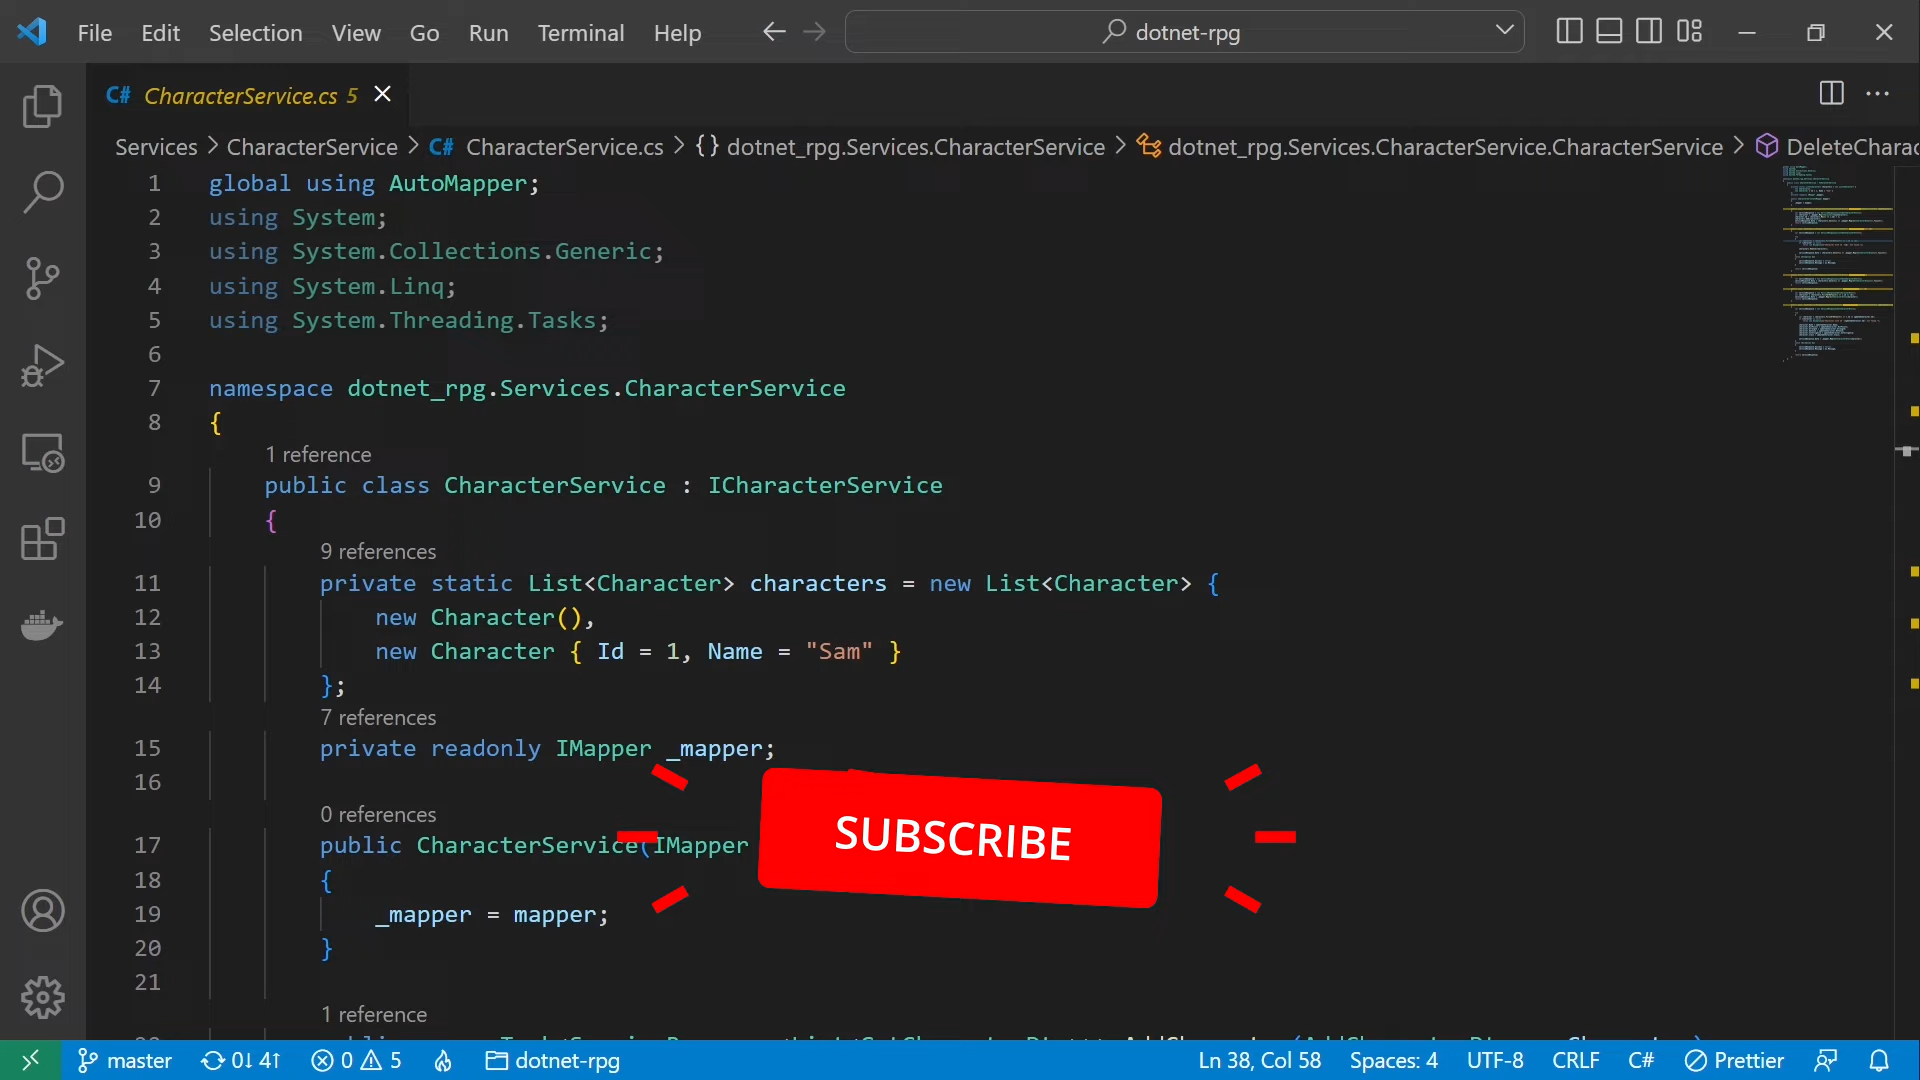 File Edit Selection View Go Run Terminal Help
dotnet-rpg
C# CharacterService.cs 5
Services > CharacterService > C# CharacterService.cs > {} dotnet_rpg.Services.CharacterService > dotnet_rpg.Services.CharacterService.CharacterService > DeleteCharac
1 global using AutoMapper;
2 using System;
3 using System.Collections.Generic;
4 using System.Linq;
5 using System.Threading.Tasks;
6
7 namespace dotnet_rpg.Services.CharacterService
8 {
1 reference
9 public class CharacterService : ICharacterService
10 {
9 references
11 private static List<Character> characters = new List<Character> {
12 new Character(),
13 new Character { Id = 1, Name = "Sam" }
14 };
7 references
15 private readonly IMapper _mapper;
16
0 references
17 public CharacterService(IMapper
SUBSCRIBE
18 {
19 _mapper = mapper;
20 }
21
1 reference
master 0↓ 4↑ 0 5 dotnet-rpg Ln 38, Col 58 Spaces: 4 UTF-8 CRLF C# Prettier